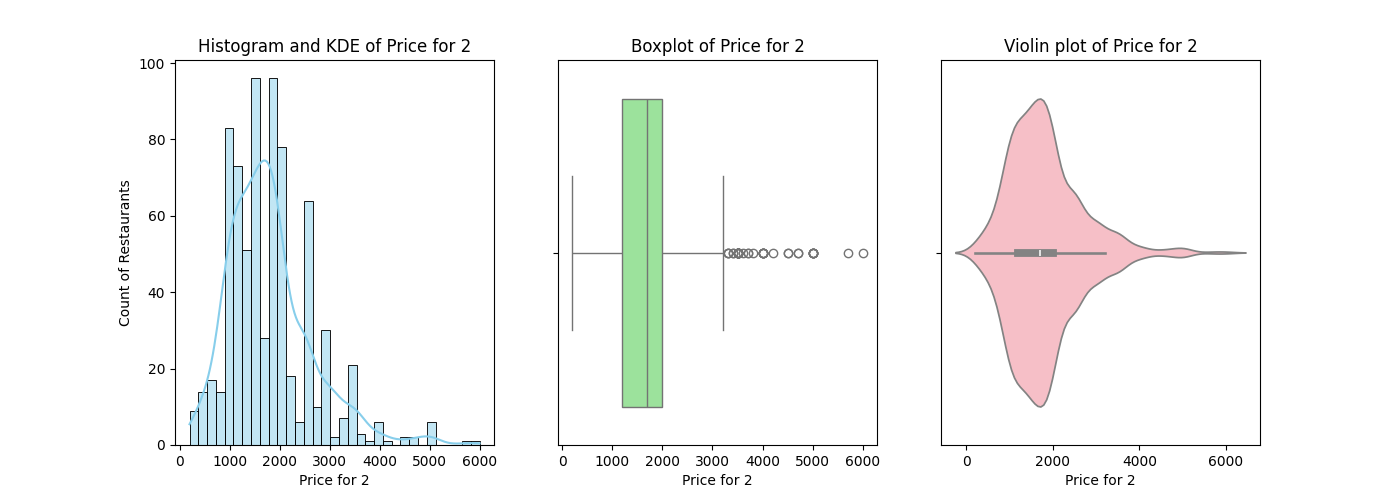 Histogram and KDE of Price for 2
100
80
60
40
20
0
Count of Restaurants
0 1000 2000 3000 4000 5000 6000
Price for 2
Boxplot of Price for 2
0 1000 2000 3000 4000 5000 6000
Price for 2
Violin plot of Price for 2
0 2000 4000 6000
Price for 2